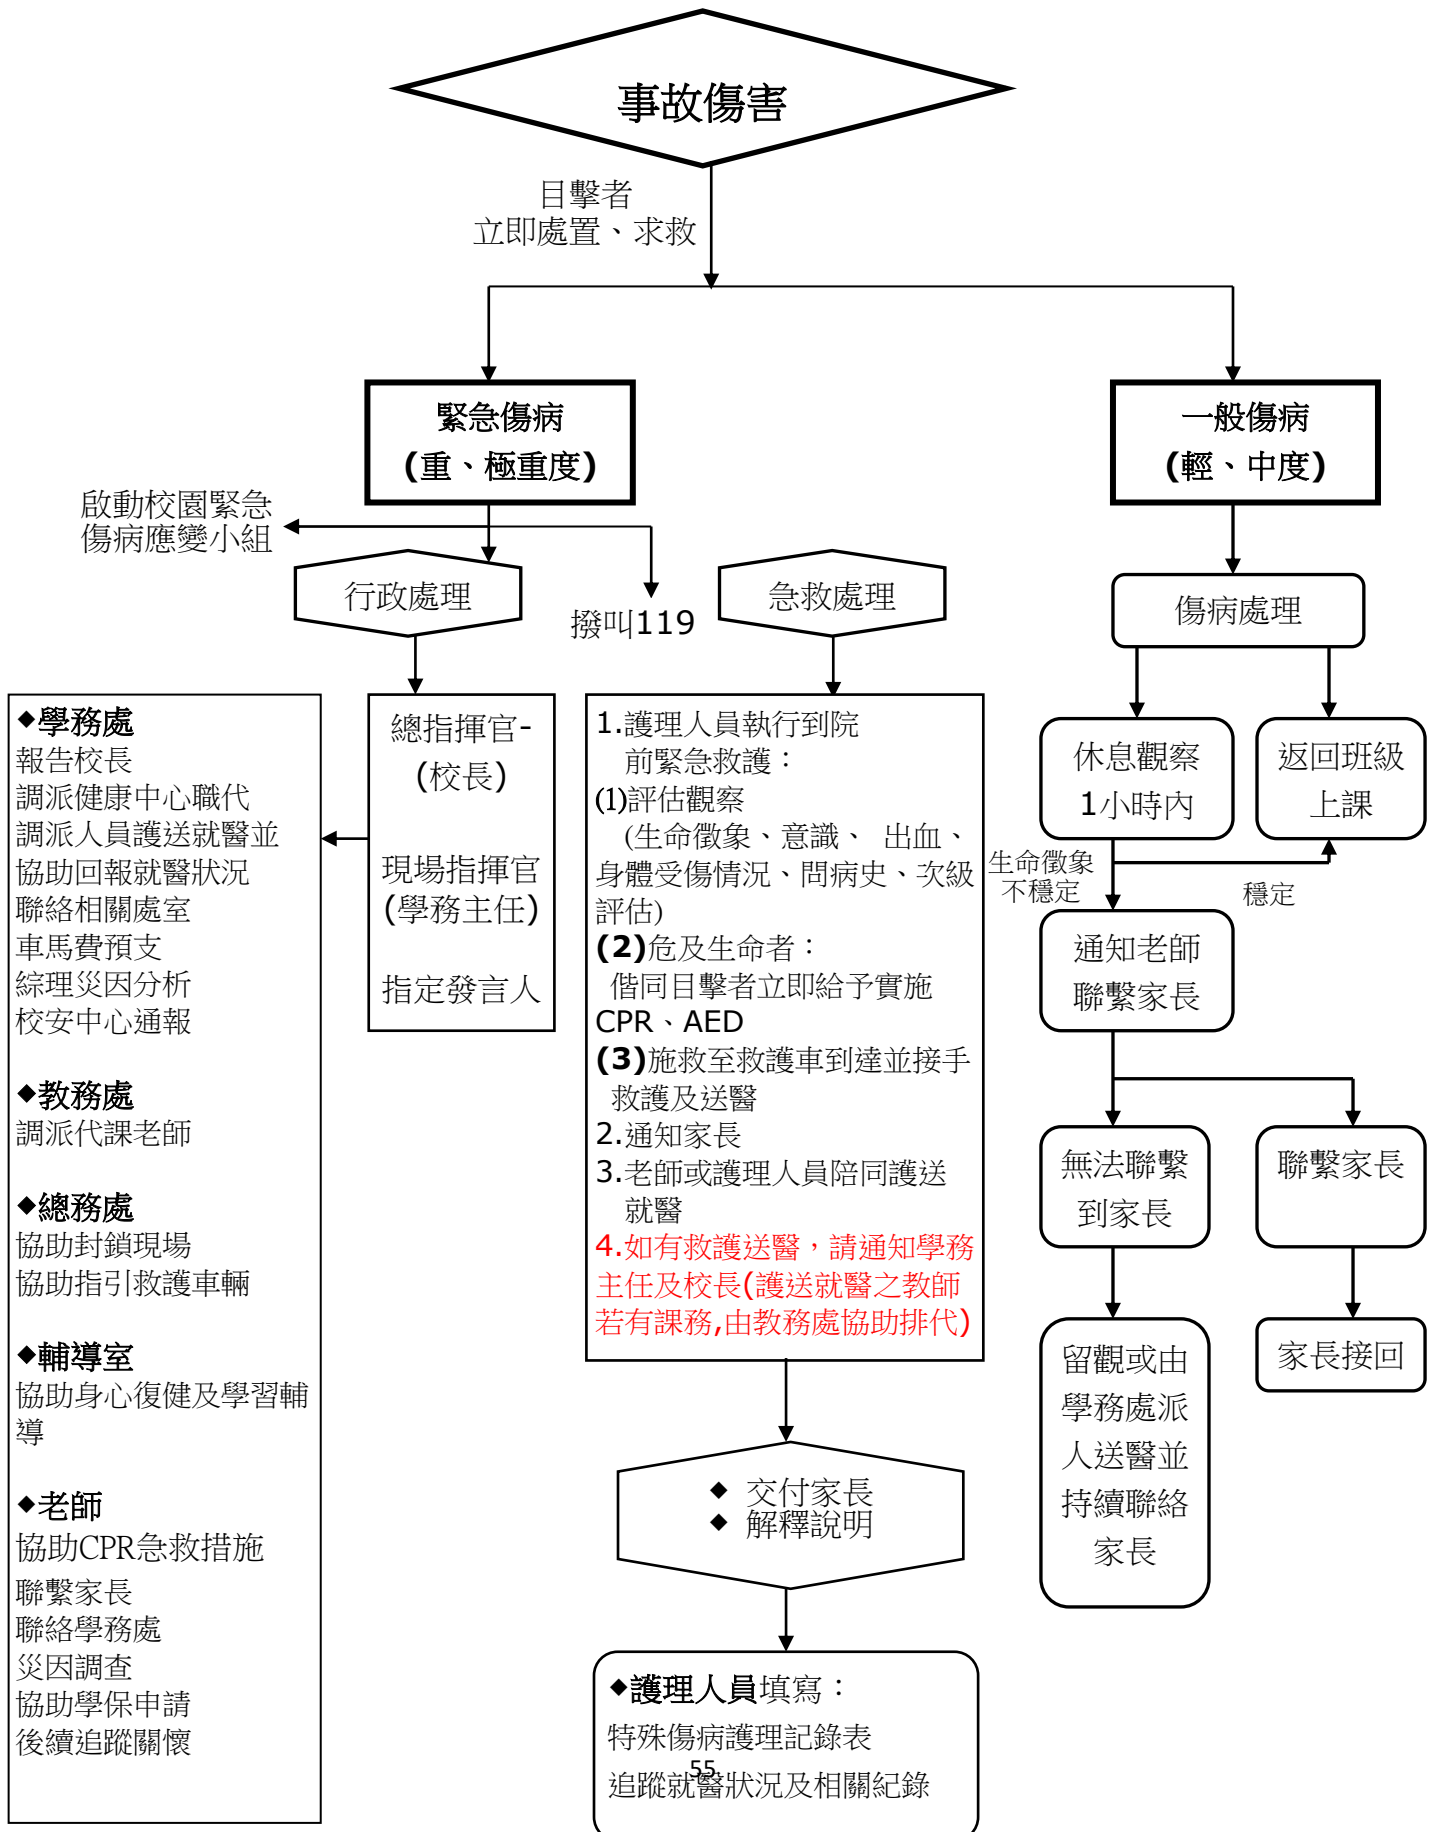 事故傷害
目擊者
立即處置、求救
緊急傷病
(重、極重度)
一般傷病
(輕、中度)
啟動校園緊急
傷病應變小組
行政處理
撥叫119
急救處理
傷病處理
◆學務處
報告校長
調派健康中心職代
調派人員護送就醫並
協助回報就醫狀況
聯絡相關處室
車馬費預支
綜理災因分析
校安中心通報
◆教務處
調派代課老師
◆總務處
協助封鎖現場
協助指引救護車輛
◆輔導室
協助身心復健及學習輔
導
◆老師
協助CPR急救措施
聯繫家長
聯絡學務處
災因調查
協助學保申請
後續追蹤關懷
總指揮官-
(校長)
現場指揮官
(學務主任)
指定發言人
1.護理人員執行到院
前緊急救護：
(1)評估觀察
(生命徵象、意識、 出血、
身體受傷情況、問病史、次級
評估)
(2)危及生命者：
偕同目擊者立即給予實施
CPR、AED
(3)施救至救護車到達並接手
救護及送醫
2.通知家長
3.老師或護理人員陪同護送
就醫
4.如有救護送醫，請通知學務
主任及校長(護送就醫之教師
若有課務,由教務處協助排代)
◆ 交付家長
◆ 解釋說明
◆護理人員填寫：
特殊傷病護理記錄表
追蹤就醫狀況及相關紀錄
休息觀察
1小時內
返回班級
上課
生命徵象
不穩定
穩定
通知老師
聯繫家長
無法聯繫
到家長
聯繫家長
留觀或由
學務處派
人送醫並
持續聯絡
家長
家長接回
55